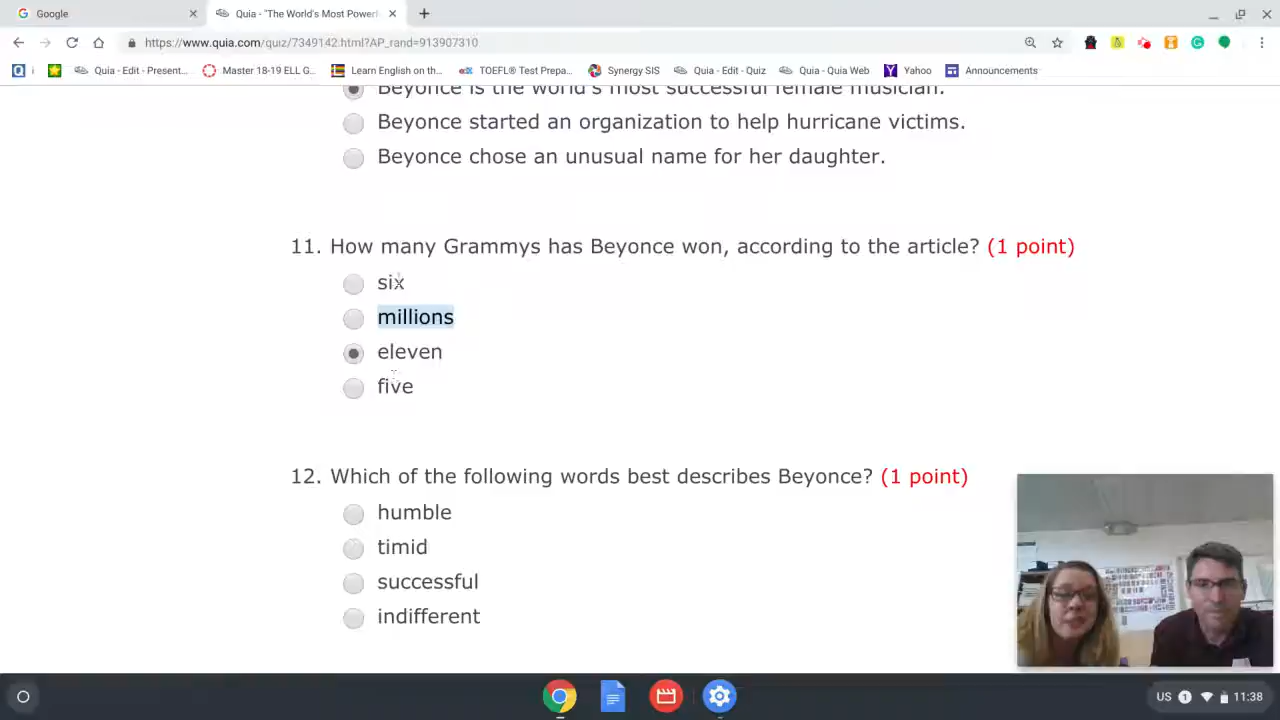 Google
Quia - "The World's Most Powerf
https://www.quia.com/quiz/7349142.html?AP_rand=913907310
i
Quia - Edit - Present...
Master 18-19 ELL G...
Learn English on th...
TOEFL® Test Prepa...
Synergy SIS
Quia - Edit - Quiz
Quia - Quia Web
Yahoo
Announcements
Beyonce is the world's most successful female musician.
Beyonce started an organization to help hurricane victims.
Beyonce chose an unusual name for her daughter.
11. How many Grammys has Beyonce won, according to the article? (1 point)
six
millions
eleven
five
12. Which of the following words best describes Beyonce? (1 point)
humble
timid
successful
indifferent
US 1 11:38